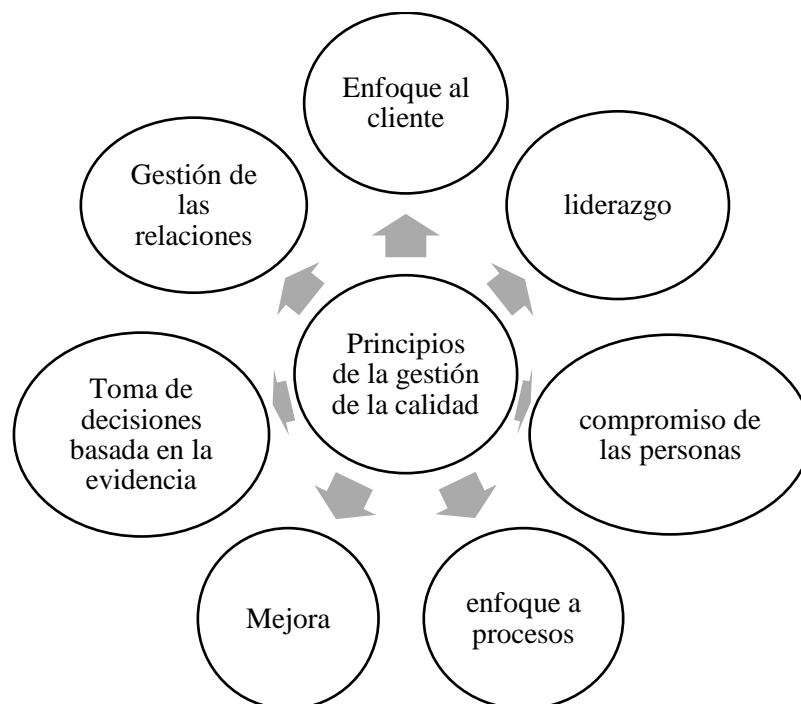 Enfoque al
cliente
liderazgo
compromiso de
las personas
enfoque a
procesos
Mejora
Toma de
decisiones
basada en la
evidencia
Gestión de
las
relaciones
Principios
de la gestión
de la calidad